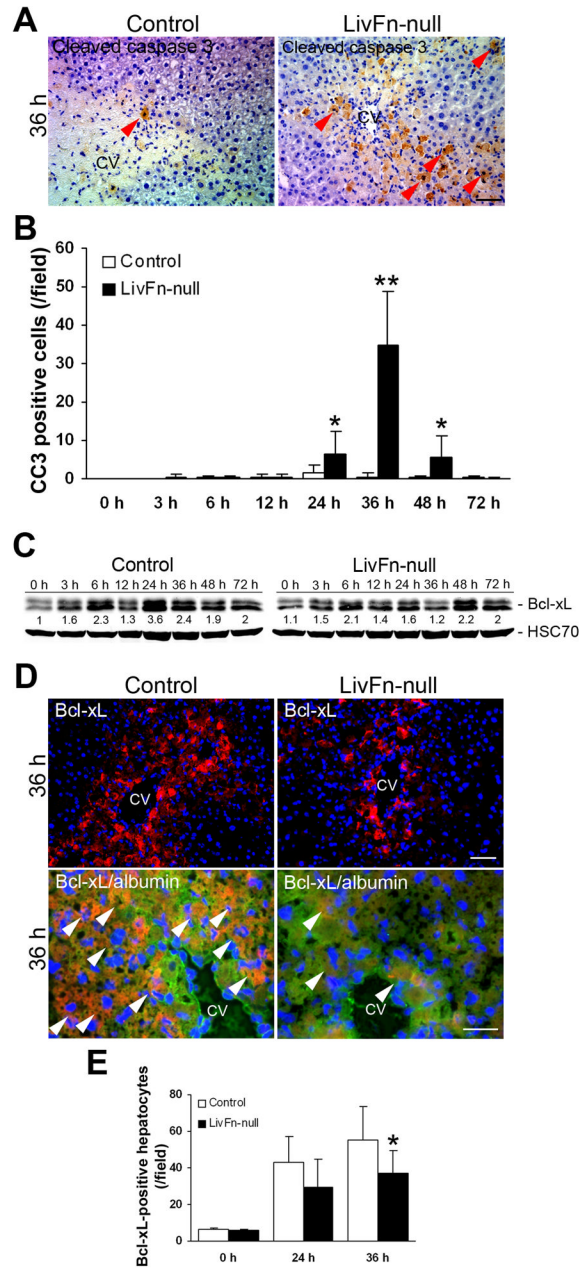 A
Control
LivFn-null
36 h
Cleaved caspase 3
Cleaved caspase 3
CV
CV
B
CC3 positive cells (/field)
60
50
40
30
20
10
0
Control
LivFn-null
*
**
*
0 h 3 h 6 h 12 h 24 h 36 h 48 h 72 h
C
Control
LivFn-null
0 h 3 h 6 h 12 h 24 h 36 h 48 h 72 h
0 h 3 h 6 h 12 h 24 h 36 h 48 h 72 h
- Bcl-xL
1 1.6 2.3 1.3 3.6 2.4 1.9 2
1.1 1.5 2.1 1.4 1.6 1.2 2.2 2
- HSC70
D
Control
LivFn-null
36 h
Bcl-xL
Bcl-xL
CV
CV
36 h
Bcl-xL/albumin
Bcl-xL/albumin
CV
CV
E
Bcl-xL-positive hepatocytes
(/field)
80
60
40
20
0
Control
LivFn-null
*
0 h 24 h 36 h